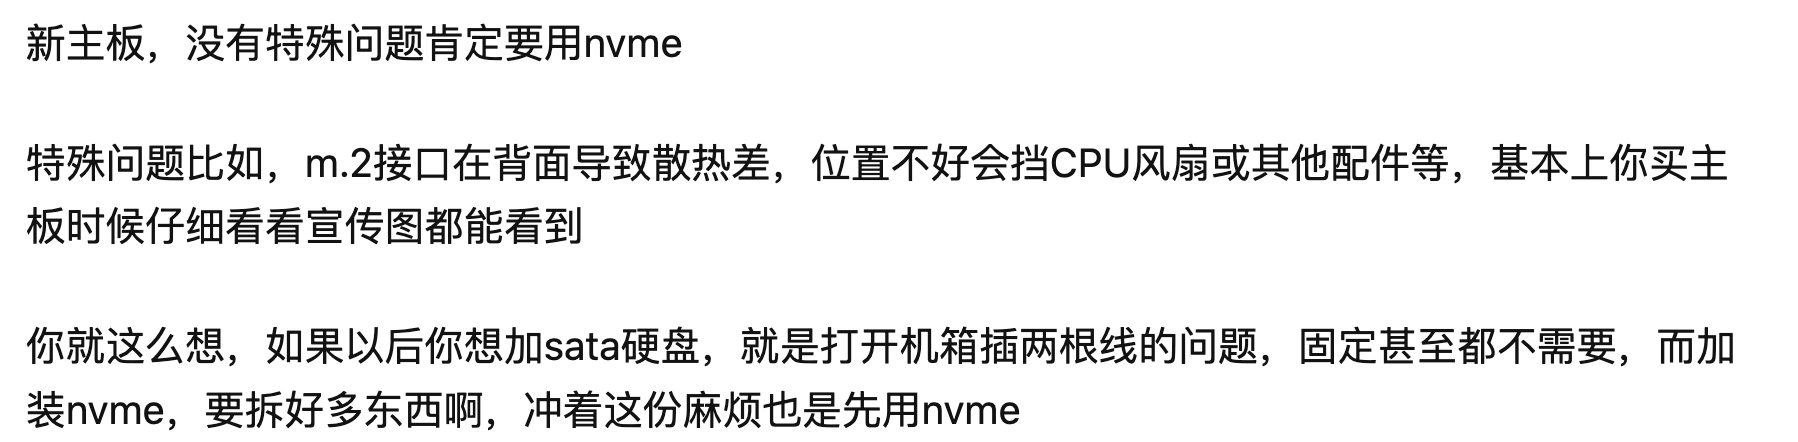 新主板，没有特殊问题肯定要用nvme
特殊问题比如，m.2接口在背面导致散热差，位置不好会挡CPU风扇或其他配件等，基本上你买主
板时候仔细看看宣传图都能看到
你就这么想，如果以后你想加sata硬盘，就是打开机箱插两根线的问题，固定甚至都不需要，而加
装nvme，要拆好多东西啊，冲着这份麻烦也是先用nvme